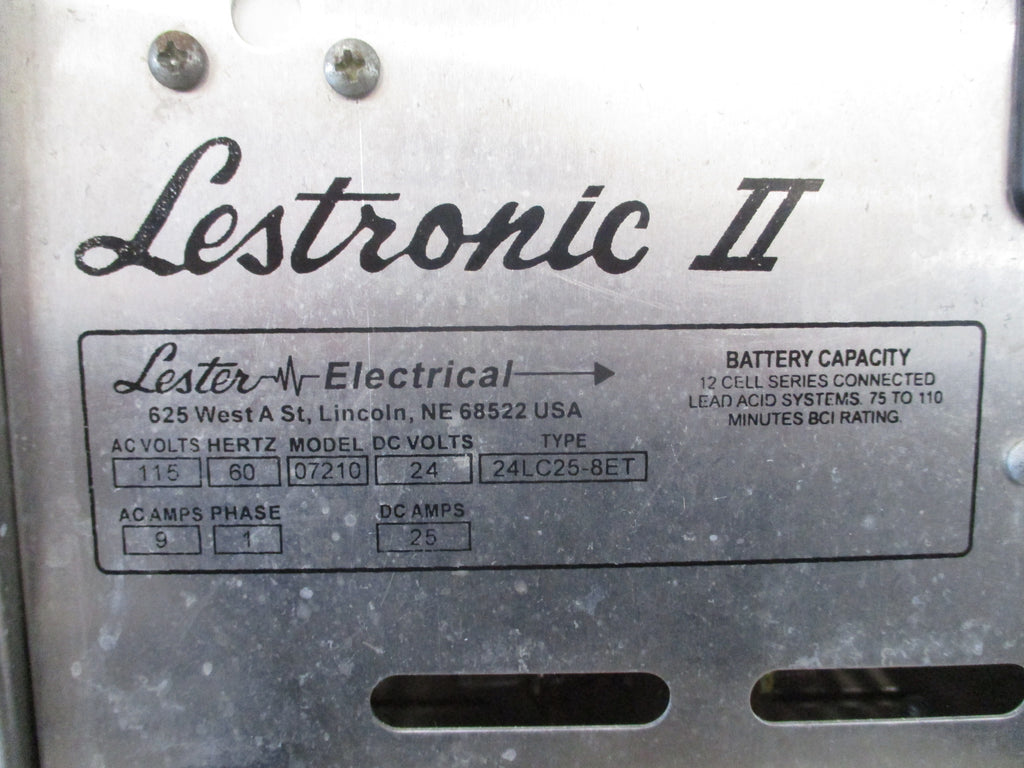 Lestronic II
Lester Electrical
625 West A St, Lincoln, NE 68522 USA
AC VOLTS HERTZ MODEL DC VOLTS TYPE
115 60 07210 24 24LC25-8ET
AC AMPS PHASE DC AMPS
9 1 25
BATTERY CAPACITY
12 CELL SERIES CONNECTED
LEAD ACID SYSTEMS. 75 TO 110
MINUTES BCI RATING.